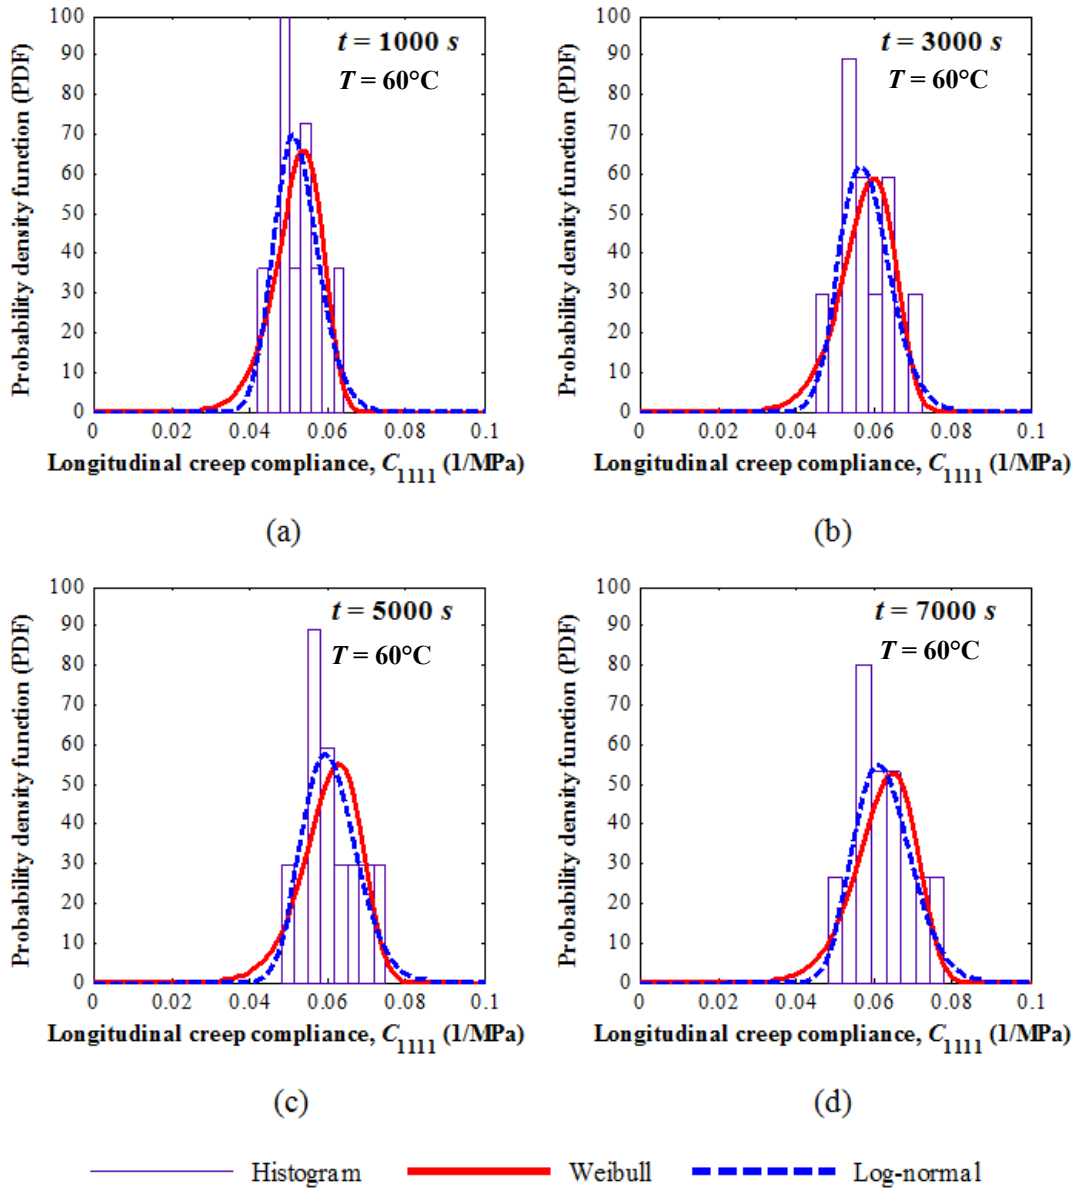 t = 1000 s
T = 60°C
Probability density function (PDF)
100
90
80
70
60
50
40
30
20
10
0
0 0.02 0.04 0.06 0.08 0.1
Longitudinal creep compliance, C1111 (1/MPa)
(a)
t = 3000 s
T = 60°C
Probability density function (PDF)
100
90
80
70
60
50
40
30
20
10
0
0 0.02 0.04 0.06 0.08 0.1
Longitudinal creep compliance, C1111 (1/MPa)
(b)
t = 5000 s
T = 60°C
Probability density function (PDF)
100
90
80
70
60
50
40
30
20
10
0
0 0.02 0.04 0.06 0.08 0.1
Longitudinal creep compliance, C1111 (1/MPa)
(c)
t = 7000 s
T = 60°C
Probability density function (PDF)
100
90
80
70
60
50
40
30
20
10
0
0 0.02 0.04 0.06 0.08 0.1
Longitudinal creep compliance, C1111 (1/MPa)
(d)
Histogram Weibull Log-normal